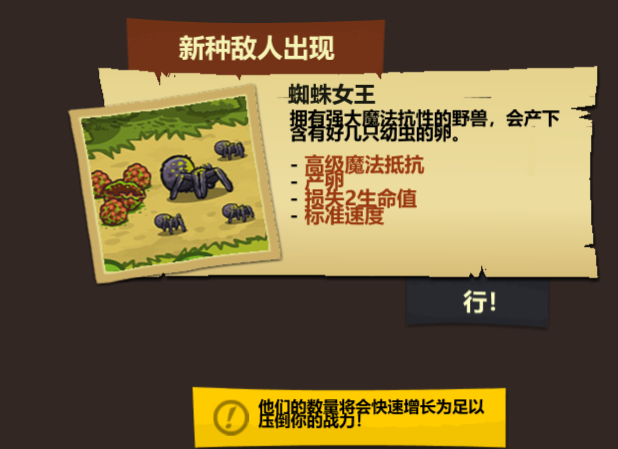 新种敌人出现
蜘蛛女王
拥有强大魔法抗性的野兽，会产下
含有好几只幼虫的卵。
- 高级魔法抵抗
- 产卵
- 损失2生命值
- 标准速度
行！
他们的数量将会快速增长为足以
压倒你的战力！